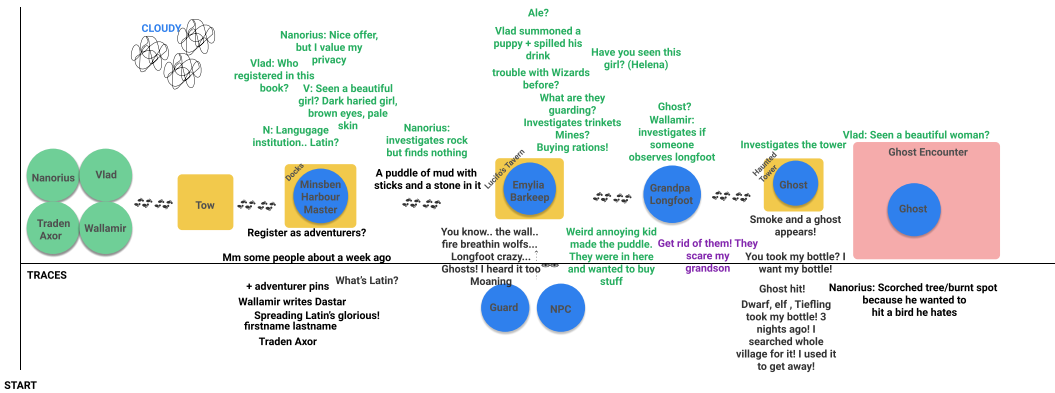 CLOUDY
Nanorius: Nice offer,
but I value my
privacy
Vlad: Who
registered in this
book?
V: Seen a beautiful
girl? Dark haried girl,
brown eyes, pale
skin
N: Langugage
institution.. Latin?
Nanorius:
investigates rock
but finds nothing
Ale?
Vlad summoned a
puppy + spilled his
drink
Have you seen this
girl? (Helena)
trouble with Wizards
before?
What are they
guarding?
Investigates trinkets
Mines?
Buying rations!
Ghost?
Wallamir:
investigates if
someone
observes longfoot
Investigates the tower
Vlad: Seen a beautiful woman?
Nanorius
Vlad
Traden
Axor
Wallamir
Tow
Docks
Minsben
Harbour
Master
A puddle of mud with
sticks and a stone in it
Lucifo's Tavern
Emylia
Barkeep
Grandpa
Longfoot
Haunted
Tower
Ghost
Ghost Encounter
Ghost
Register as adventurers?
Mm some people about a week ago
You know.. the wall..
fire breathin wolfs...
Longfoot crazy...
Ghosts! I heard it too
Moaning
Weird annoying kid
made the puddle.
They were in here
and wanted to buy
stuff
Get rid of them! They
scare my
grandson
Smoke and a ghost
appears!
You took my bottle? I
want my bottle!
TRACES
What's Latin?
+ adventurer pins
Wallamir writes Dastar
Spreading Latin's glorious!
firstname lastname
Traden Axor
Guard
NPC
Ghost hit!
Dwarf, elf , Tiefling
took my bottle! 3
nights ago! I
searched whole
village for it! I used it
to get away!
Nanorius: Scorched tree/burnt spot
because he wanted to
hit a bird he hates
START